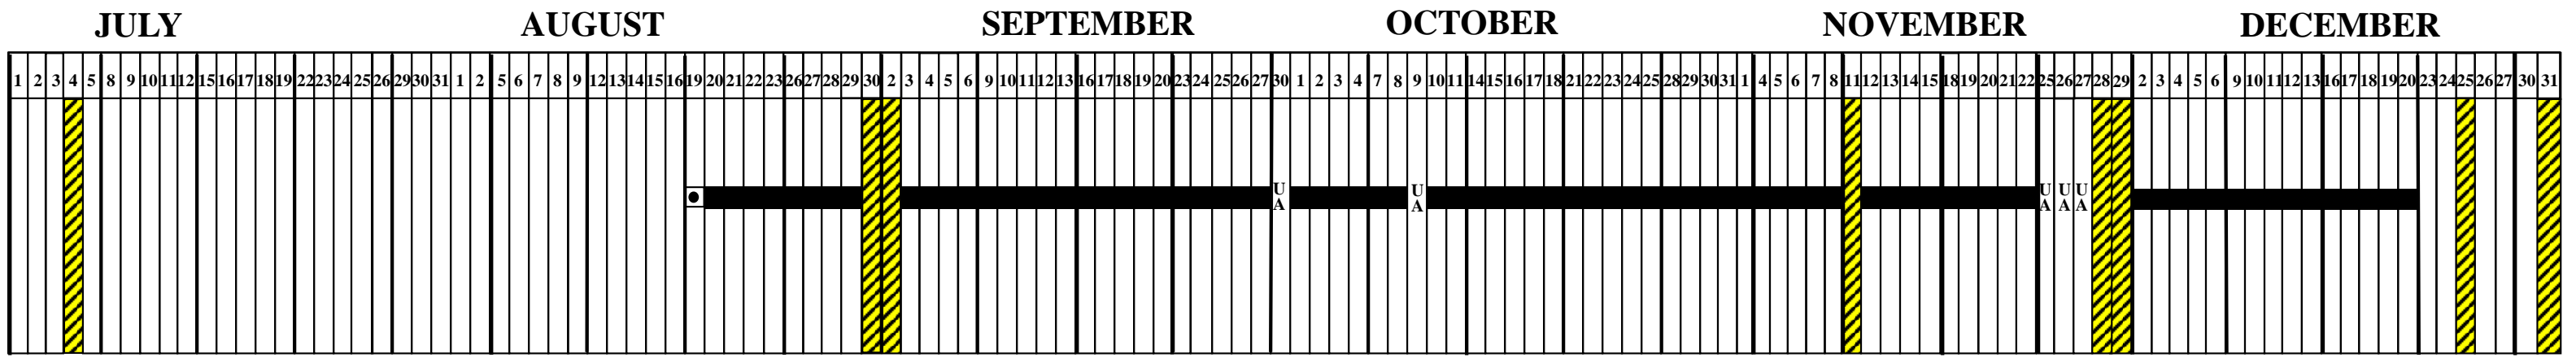 JULY AUGUST SEPTEMBER OCTOBER NOVEMBER DECEMBER
1 2 3 4 5 8 9 10 11 12 15 16 17 18 19 22 23 24 25 26 29 30 31 1 2 5 6 7 8 9 12 13 14 15 16 19 20 21 22 23 26 27 28 29 30 2 3 4 5 6 9 10 11 12 13 16 17 18 19 20 23 24 25 26 27 30 1 2 3 4 7 8 9 10 11 14 15 16 17 18 21 22 23 24 25 28 29 30 31 1 4 5 6 7 8 11 12 13 14 15 18 19 20 21 22 25 26 27 28 29 2 3 4 5 6 9 10 11 12 13 16 17 18 19 20 23 24 25 26 27 30 31
U U U U U
A A A A A